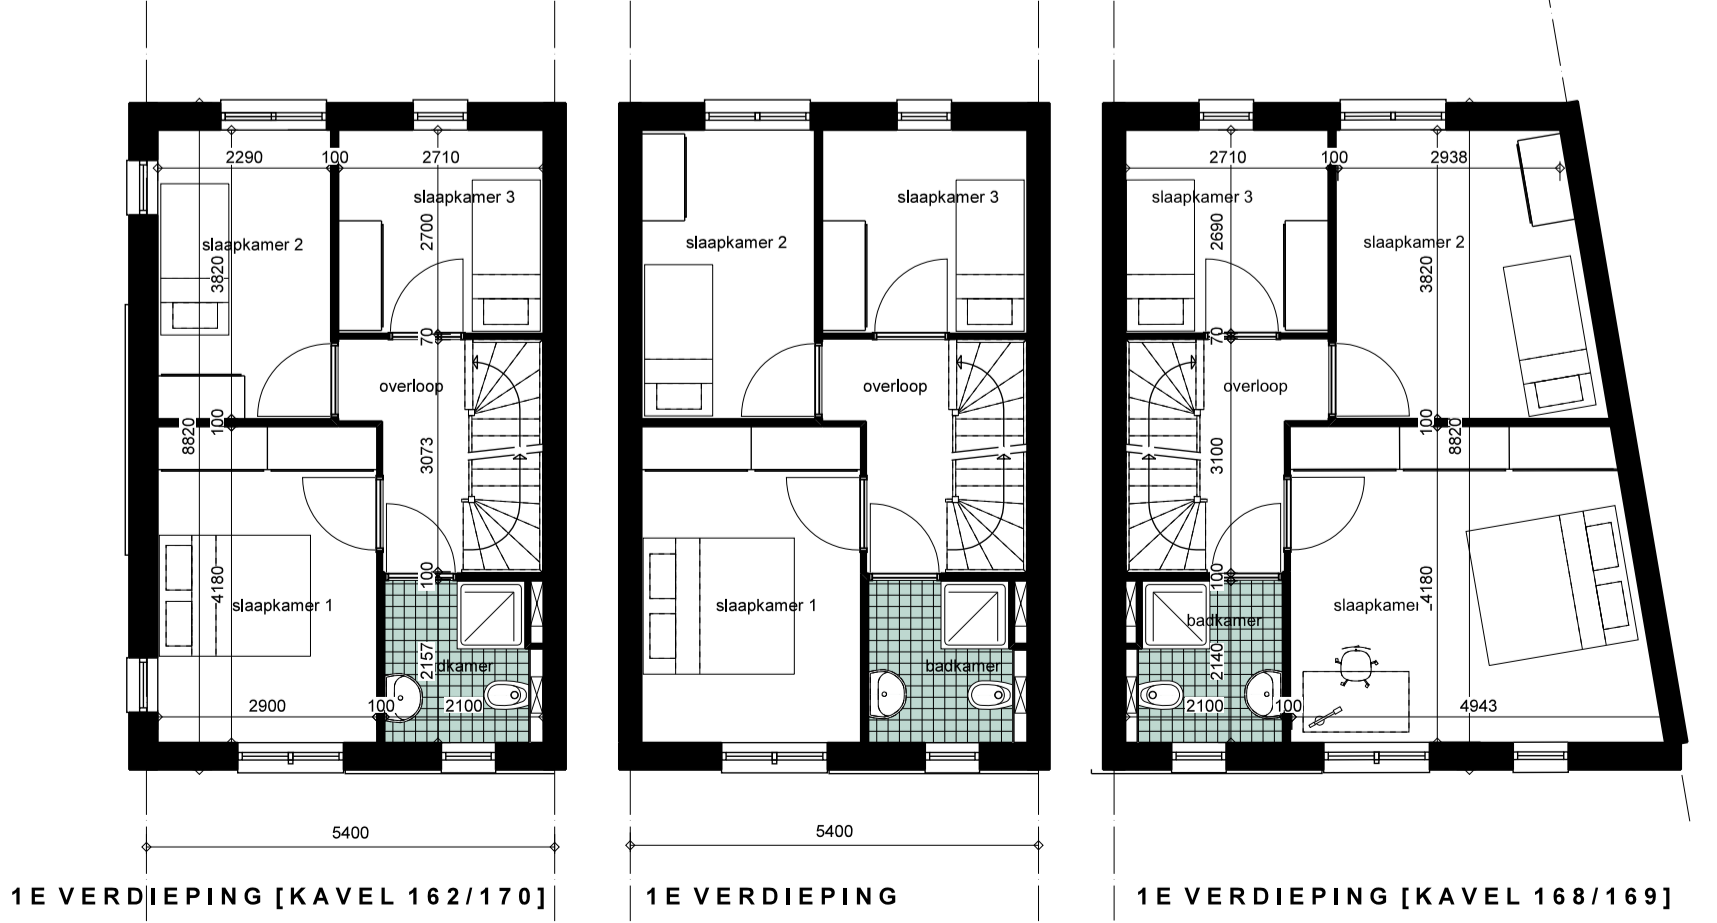 2290 100 2710
slaapkamer 3
2700
slaapkamer 2
3820
70
overloop
8820
100
3073
100
4180
slaapkamer 1
2157
dkamer
2900 100 2100
5400
1E VERDIEPING [KAVEL 162/170]
slaapkamer 3
slaapkamer 2
overloop
slaapkamer 1
badkamer
5400
1E VERDIEPING
2710 100 2938
slaapkamer 3
2690
slaapkamer 2
3820
70
overloop
100
8820
3100
100
4180
slaapkamer
badkamer
2140
2100 100 4943
1E VERDIEPING [KAVEL 168/169]